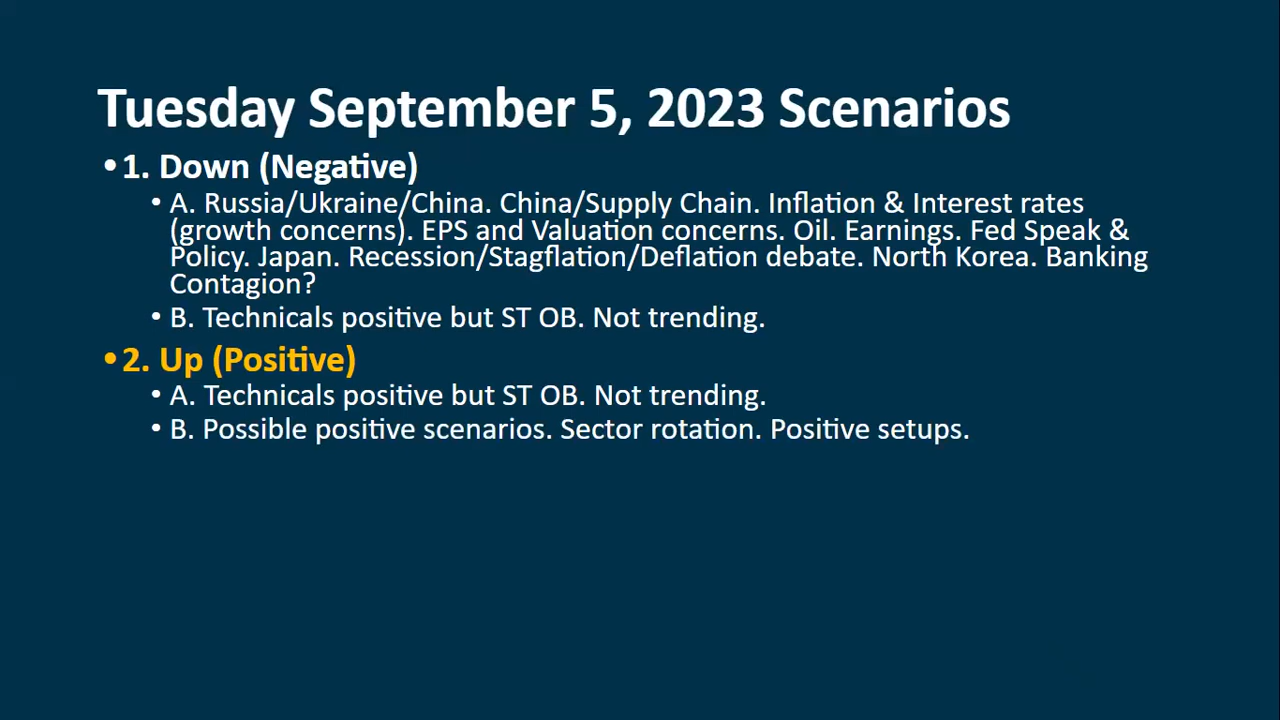 Tuesday September 5, 2023 Scenarios
•1. Down (Negative)
• A. Russia/Ukraine/China. China/Supply Chain. Inflation & Interest rates
(growth concerns). EPS and Valuation concerns. Oil. Earnings. Fed Speak &
Policy. Japan. Recession/Stagflation/Deflation debate. North Korea. Banking
Contagion?
• B. Technicals positive but ST OB. Not trending.
•2. Up (Positive)
• A. Technicals positive but ST OB. Not trending.
• B. Possible positive scenarios. Sector rotation. Positive setups.